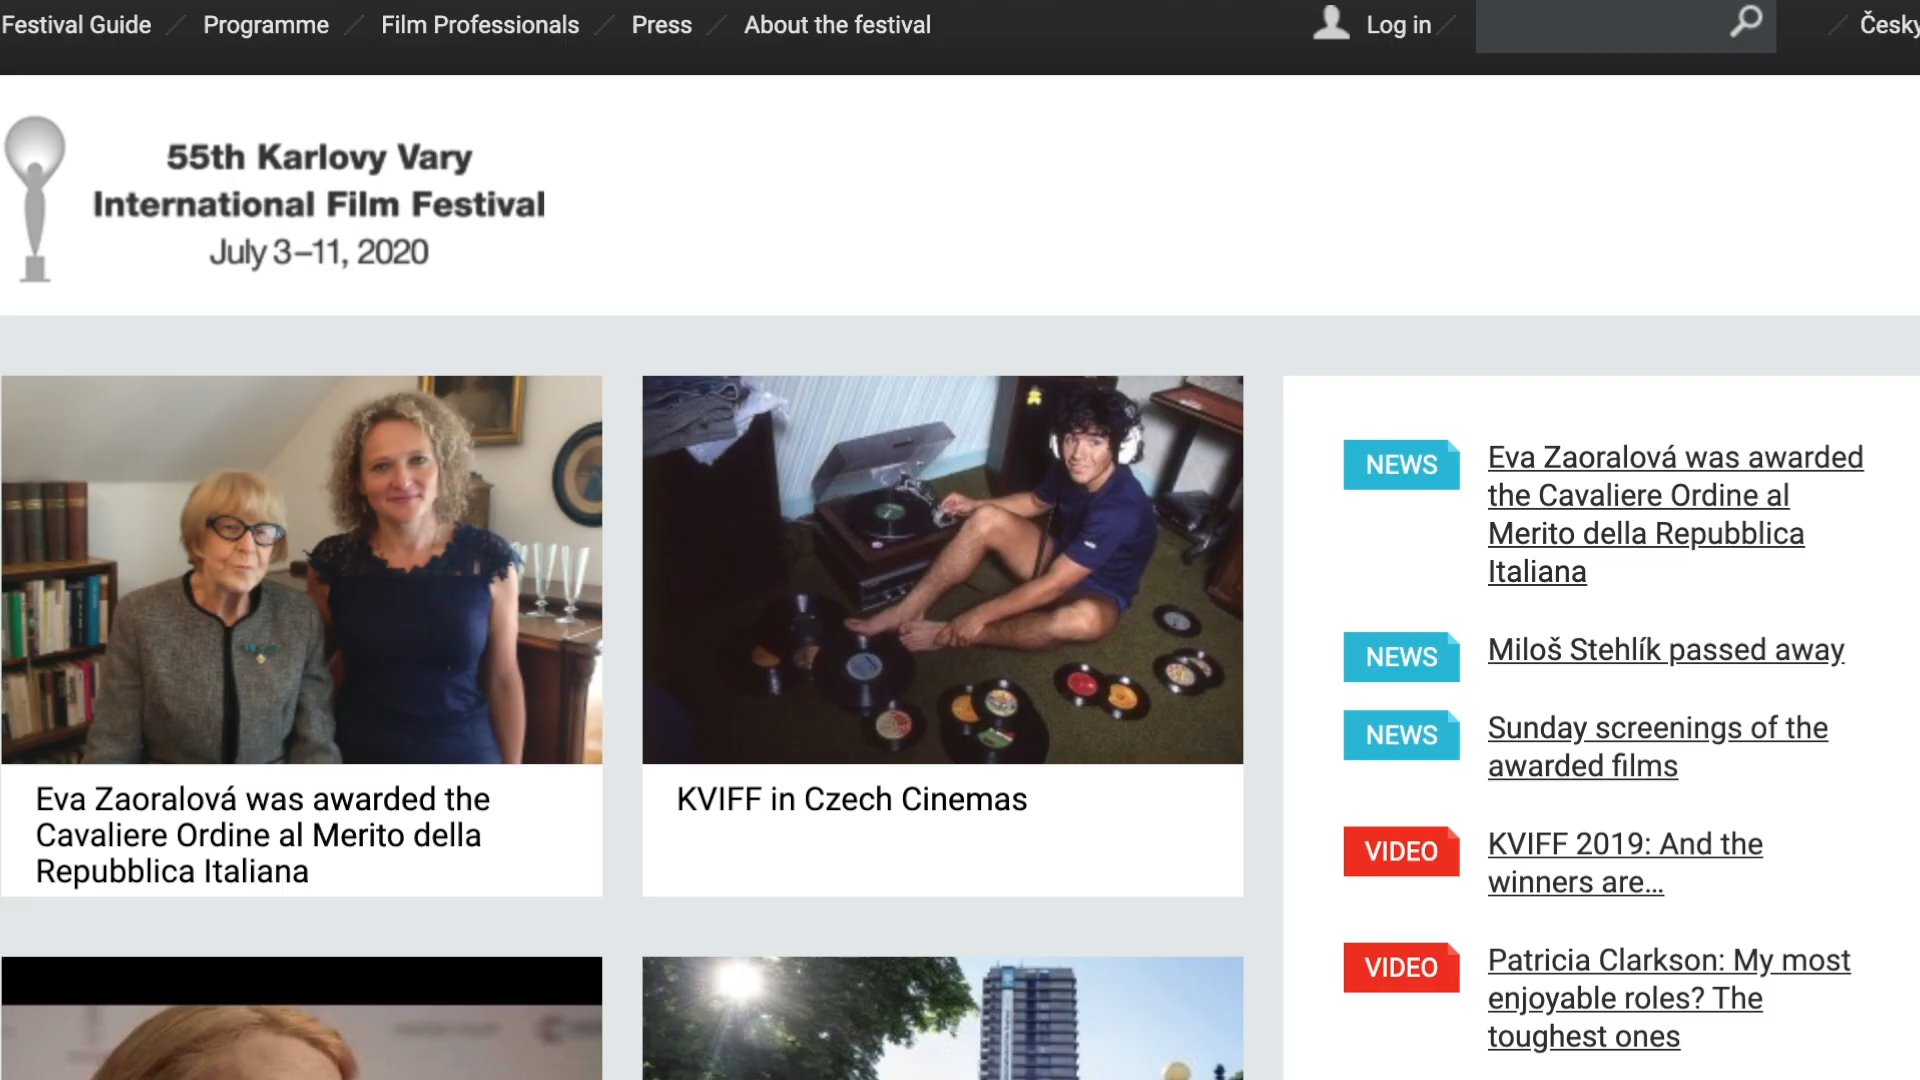 Festival Guide
Programme
Film Professionals
Press
About the festival
Log in
Česky
55th Karlovy Vary
International Film Festival
July 3–11, 2020
Eva Zaoralová was awarded the
Cavaliere Ordine al Merito della
Repubblica Italiana
KVIFF in Czech Cinemas
NEWS
Eva Zaoralová was awarded
the Cavaliere Ordine al
Merito della Repubblica
Italiana
NEWS
Miloš Stehlík passed away
NEWS
Sunday screenings of the
awarded films
VIDEO
KVIFF 2019: And the
winners are...
VIDEO
Patricia Clarkson: My most
enjoyable roles? The
toughest ones